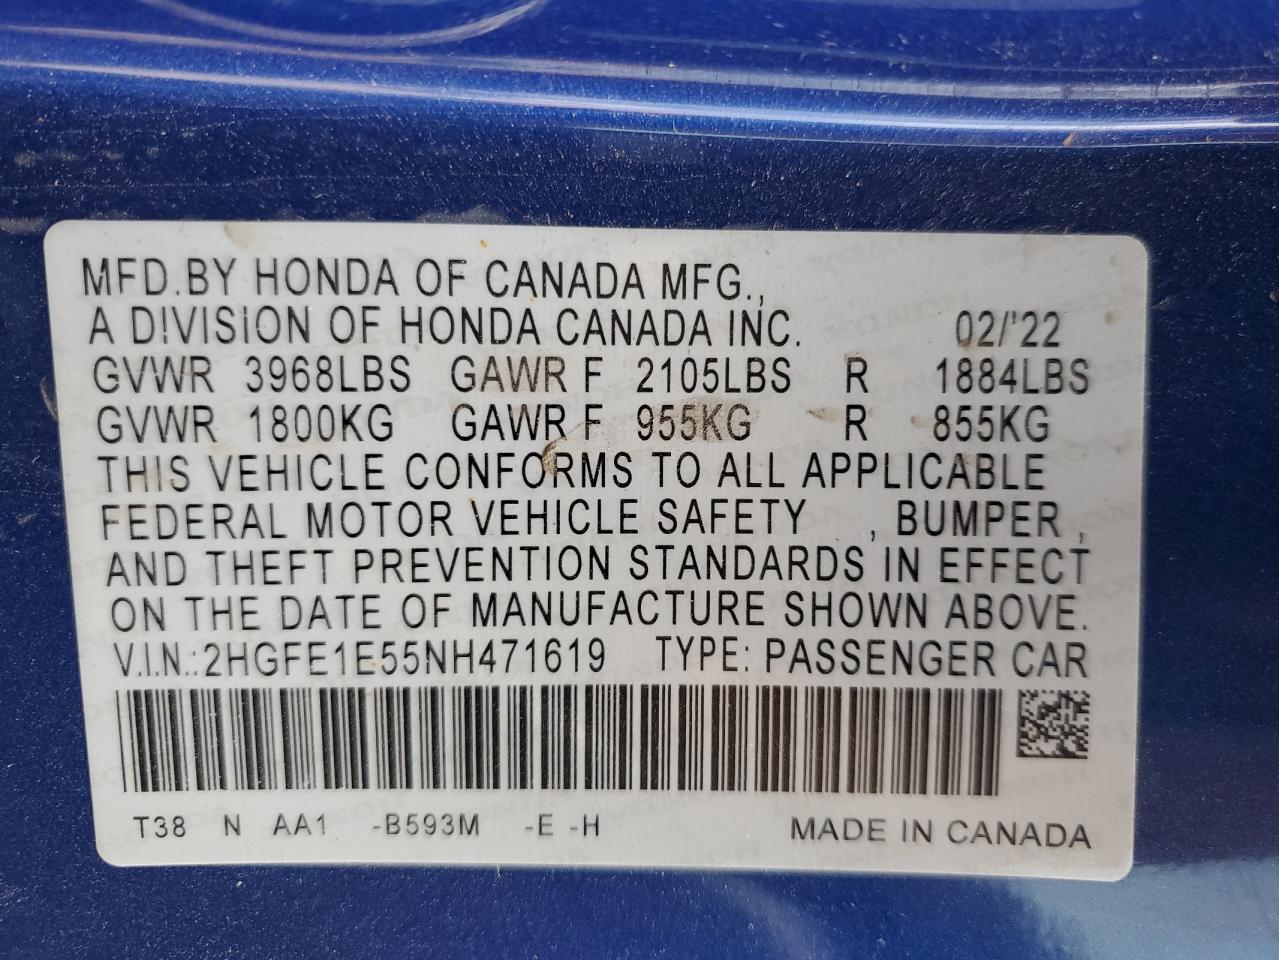 MFD.BY HONDA OF CANADA MFG.,
A DIVISION OF HONDA CANADA INC. 02/'22
GVWR 3968LBS GAWR F 2105LBS R 1884LBS
GVWR 1800KG GAWR F 955KG R 855KG
THIS VEHICLE CONFORMS TO ALL APPLICABLE
FEDERAL MOTOR VEHICLE SAFETY , BUMPER ,
AND THEFT PREVENTION STANDARDS IN EFFECT
ON THE DATE OF MANUFACTURE SHOWN ABOVE.
V.I.N.:2HGFE1E55NH471619 TYPE: PASSENGER CAR
T38 N AA1 -B593M -E -H MADE IN CANADA